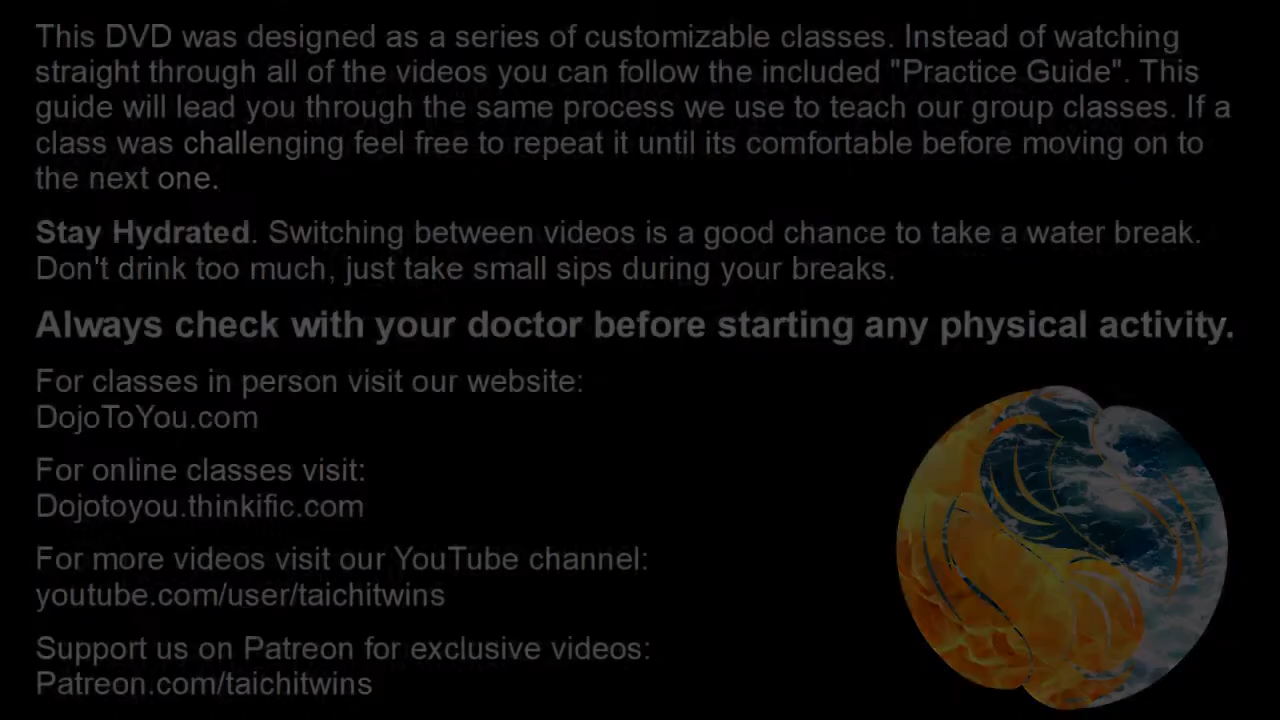 This DVD was designed as a series of customizable classes. Instead of watching
straight through all of the videos you can follow the included "Practice Guide". This
guide will lead you through the same process we use to teach our group classes. If a
class was challenging feel free to repeat it until its comfortable before moving on to
the next one.
Stay Hydrated. Switching between videos is a good chance to take a water break.
Don't drink too much, just take small sips during your breaks.
Always check with your doctor before starting any physical activity.
For classes in person visit our website:
DojoToYou.com
For online classes visit:
Dojotoyou.thinkific.com
For more videos visit our YouTube channel:
youtube.com/user/taichitwins
Support us on Patreon for exclusive videos:
Patreon.com/taichitwins